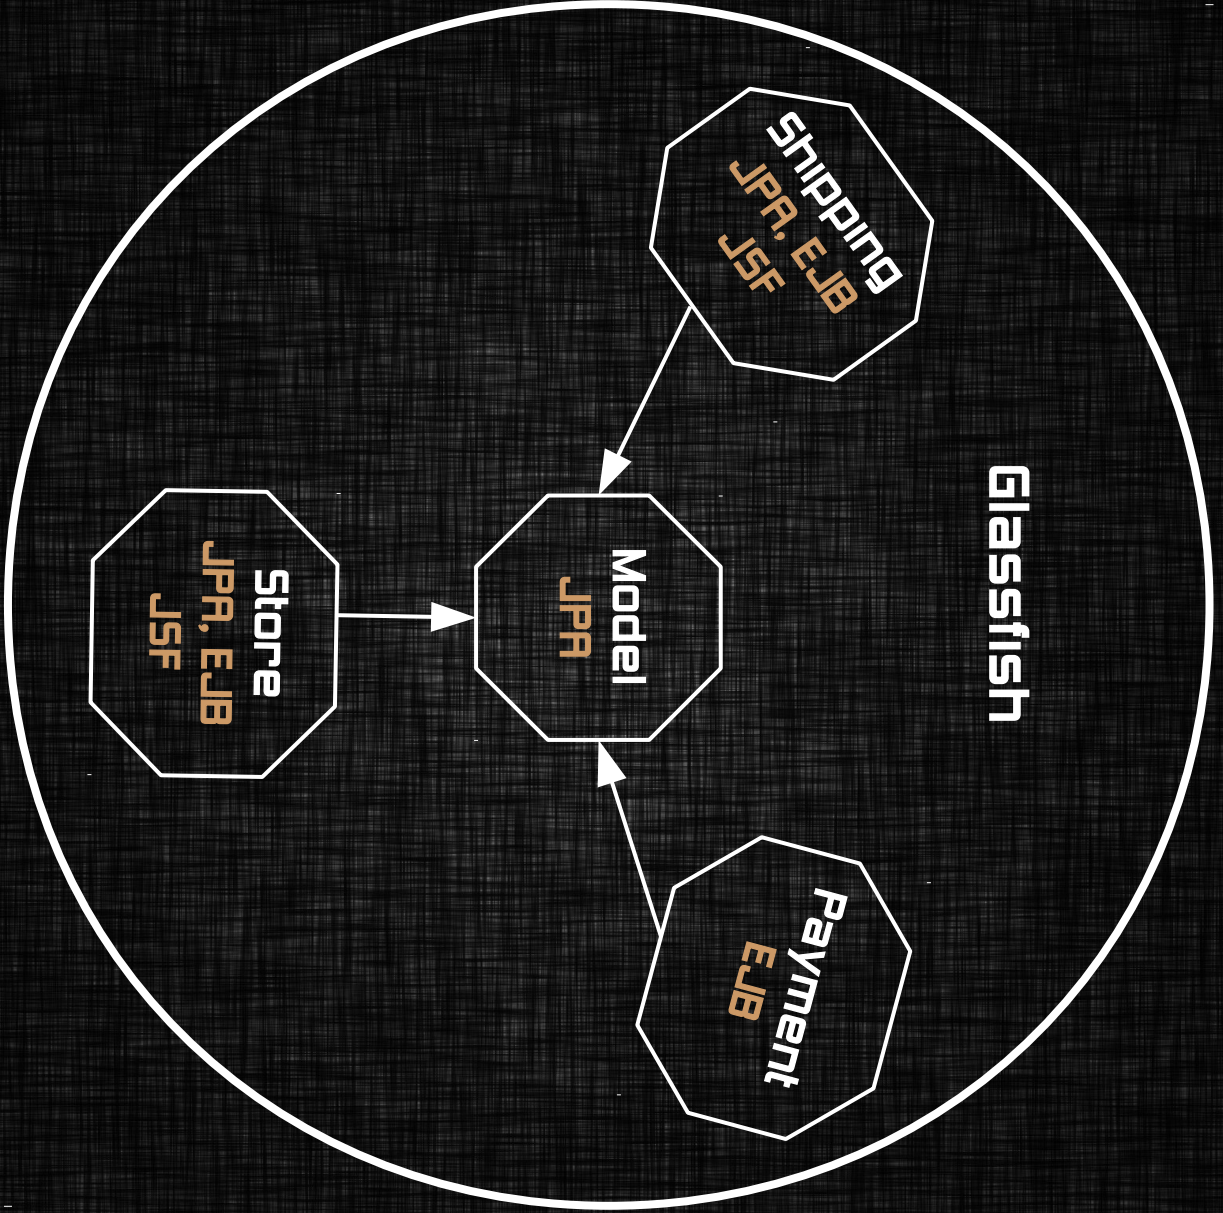 Glassfish
Shipping
JPA, EJB
JSF
Payment
EJB
Model
JPA
Store
JPA, EJB
JSF